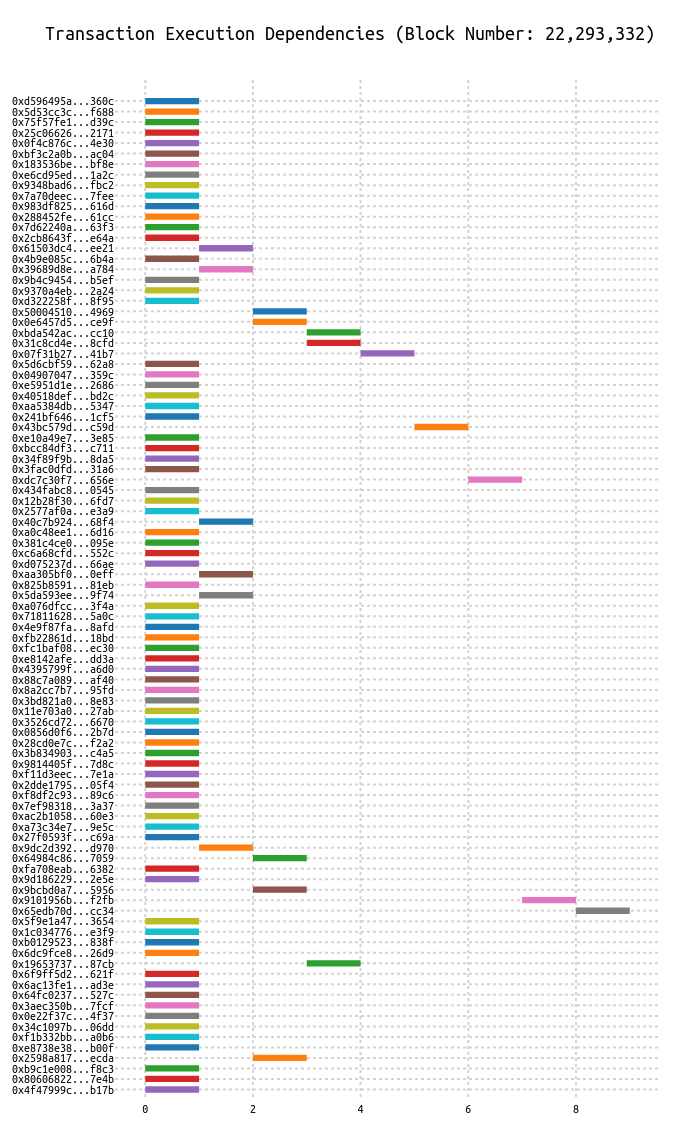 Transaction Execution Dependencies (Block Number: 22,293,332)
0xd596495a...360c
0x5d53cc3c...f688
0x75f57fe1...d39c
0x25c06626...2171
0x0f4c876c...4e30
0xbf3c2a0b...ac04
0x183536be...bf8e
0xe6cd95ed...1a2c
0x9348bad6...fbc2
0x7a70deec...7fee
0x983df825...616d
0x288452fe...61cc
0x7d62240a...63f3
0x2cb8643f...e64a
0x61503dc4...ee21
0x4b9e085c...6b4a
0x39689d8e...a784
0x9b4c9454...b5ef
0x9370a4eb...2a24
0xd322258f...8f95
0x50004510...4969
0x0e6457d5...ce9f
0xbda542ac...cc10
0x31c8cd4e...8cfd
0x07f31b27...41b7
0x5d6cbf59...62a8
0x04907047...359c
0xe5951d1e...2686
0x40518def...bd2c
0xaa5384db...5347
0x241bf646...1cf5
0x43bc579d...c59d
0xe10a49e7...3e85
0xbcc84df3...c711
0x34f89f9b...8da5
0x3fac0dfd...31a6
0xdc7c30f7...656e
0x434fabc8...0545
0x12b28f30...6fd7
0x2577af0a...e3a9
0x40c7b924...68f4
0xa0c48ee1...6d16
0x381c4ce0...095e
0xc6a68cfd...552c
0xd075237d...66ae
0xaa305bf0...0eff
0x825b8591...81eb
0x5da593ee...9f74
0xa076dfcc...3f4a
0x71811628...5a0c
0x4e9f87fa...8afd
0xfb22861d...18bd
0xfc1baf08...ec30
0xe8142afe...dd3a
0x4395799f...a6d0
0x88c7a089...af40
0x8a2cc7b7...95fd
0x3bd821a0...8e83
0x11e703a0...27ab
0x3526cd72...6670
0x0856d0f6...2b7d
0x28cd0e7c...f2a2
0x3b834903...c4a5
0x9814405f...7d8c
0xf11d3eec...7e1a
0x2dde1795...05f4
0xf8df2c93...89c6
0x7ef98318...3a37
0xac2b1058...60e3
0xa73c34e7...9e5c
0x27f0593f...c69a
0x9dc2d392...d970
0x64984c86...7059
0xfa708eab...6382
0x9d186229...2e5e
0x9bcbd0a7...5956
0x9101956b...f2fb
0x65edb70d...cc34
0x5f9e1a47...3654
0x1c034776...e3f9
0xb0129523...838f
0x6dc9fce8...26d9
0x19653737...87cb
0x6f9ff5d2...621f
0x6ac13fe1...ad3e
0x64fc0237...527c
0x3aec350b...7fcf
0x0e22f37c...4f37
0x34c1097b...06dd
0xf1b332bb...a0b6
0xe8738e38...b00f
0x2598a817...ecda
0xb9c1e008...f8c3
0x80606822...7e4b
0x4f47999c...b17b
0 2 4 6 8